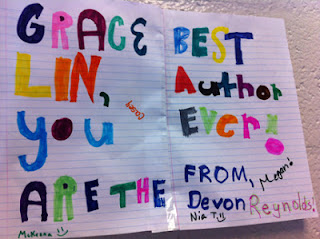 GRACE
LIN,
you
ARE THE
McKenna
BEST
Author
Ever!
FROM, Megan!
Devon Reynolds!
Nia T.